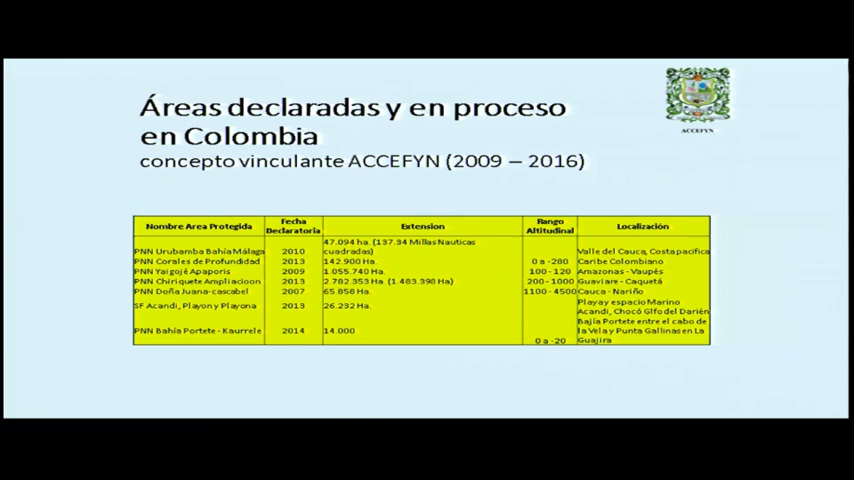 Áreas declaradas y en proceso
en Colombia
concepto vinculante ACCEFYN (2009 – 2016)
ACCEFYN
Nombre Area Protegida Fecha Declaratoria Extension Rango Altitudinal Localización
PNN Urubamba Bahía Málaga 2010 47.094 ha. (137.34 Millas Nauticas cuadradas) Valle del Cauca, Costa pacifica
PNN Corales de Profundidad 2013 142.900 Ha. 0 a -280 Caribe Colombiano
PNN Yaigojé Apaporis 2009 1.055.740 Ha. 100 - 120 Amazonas - Vaupés
PNN Chiriquete Ampliacioon 2013 2.782.353 Ha. (1.483.398 Ha) 200 - 1000 Guaviare - Caquetá
PNN Doña Juana- cascabel 2007 65.858 Ha. 1100 - 4500 Cauca - Nariño
SF Acandi, Playon y Playona 2013 26.232 Ha. Playa y espacio Marino Acandi, Chocó Glfo del Darién
PNN Bahía Portete - Kaurrele 2014 14.000 0 a -20 Bajía Portete entre el cabo de la Vela y Punta Gallinas en La Guajira